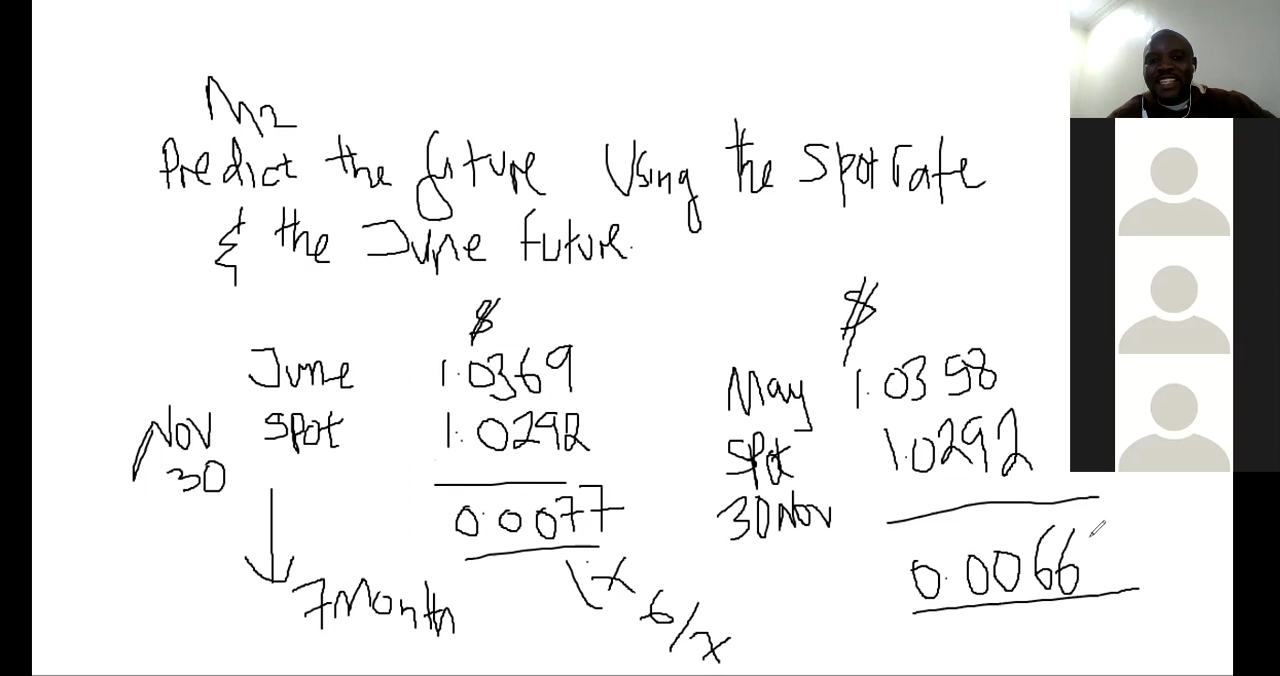 M2
Predict the future Using the Spot rate
& the June future.
$
June 1.0369
Nov 30 Spot 1.0292
0.0077
7 Month
x 6/7
$
May 1.0358
Spot 1.0292
30 Nov
0.0066